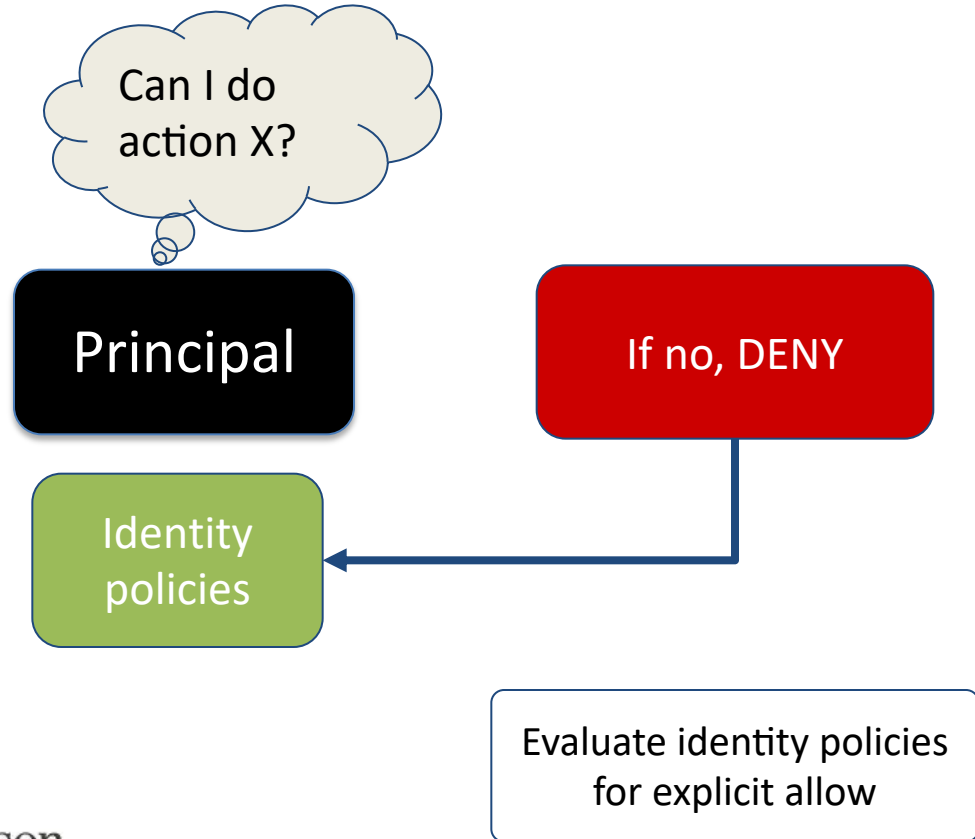 Can I do
action X?
Principal
If no, DENY
Identity
policies
Evaluate identity policies
for explicit allow